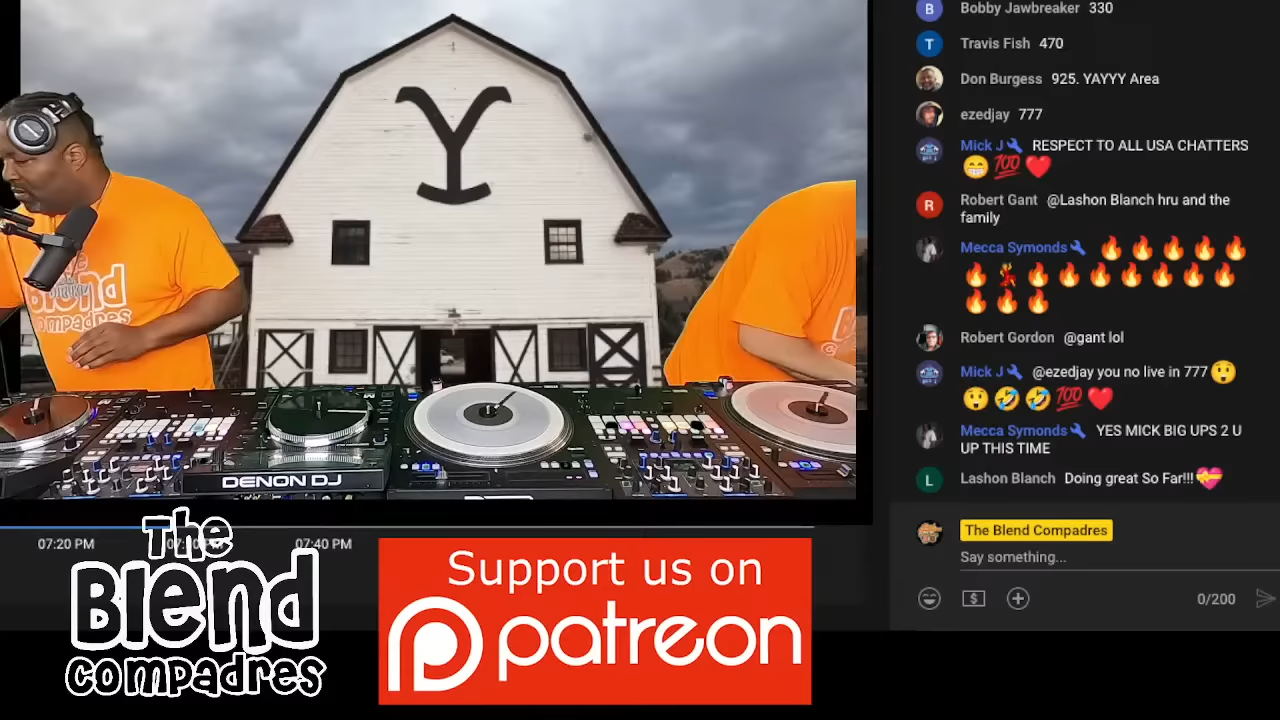 Bobby Jawbreaker 330
Travis Fish 470
Don Burgess 925. YAYYY Area
ezedjay 777
Mick J RESPECT TO ALL USA CHATTERS
😁💯❤️
Robert Gant @Lashon Blanch hru and the
family
Mecca Symonds 🔥🔥🔥🔥🔥
🔥💃🔥🔥🔥🔥🔥🔥🔥
🔥🔥🔥
Robert Gordon @gant lol
Mick J @ezedjay you no live in 777😲
😲🤣🤣💯❤️
Mecca Symonds YES MICK BIG UPS 2 U
UP THIS TIME
Lashon Blanch Doing great So Far!!!💝
The Blend Compadres
Say something...
0/200
B
T
R
L
Y
The
Blend
compadres
DENON DJ
07:20 PM
07:40 PM
The
Blend
compadres
Support us on
patreon